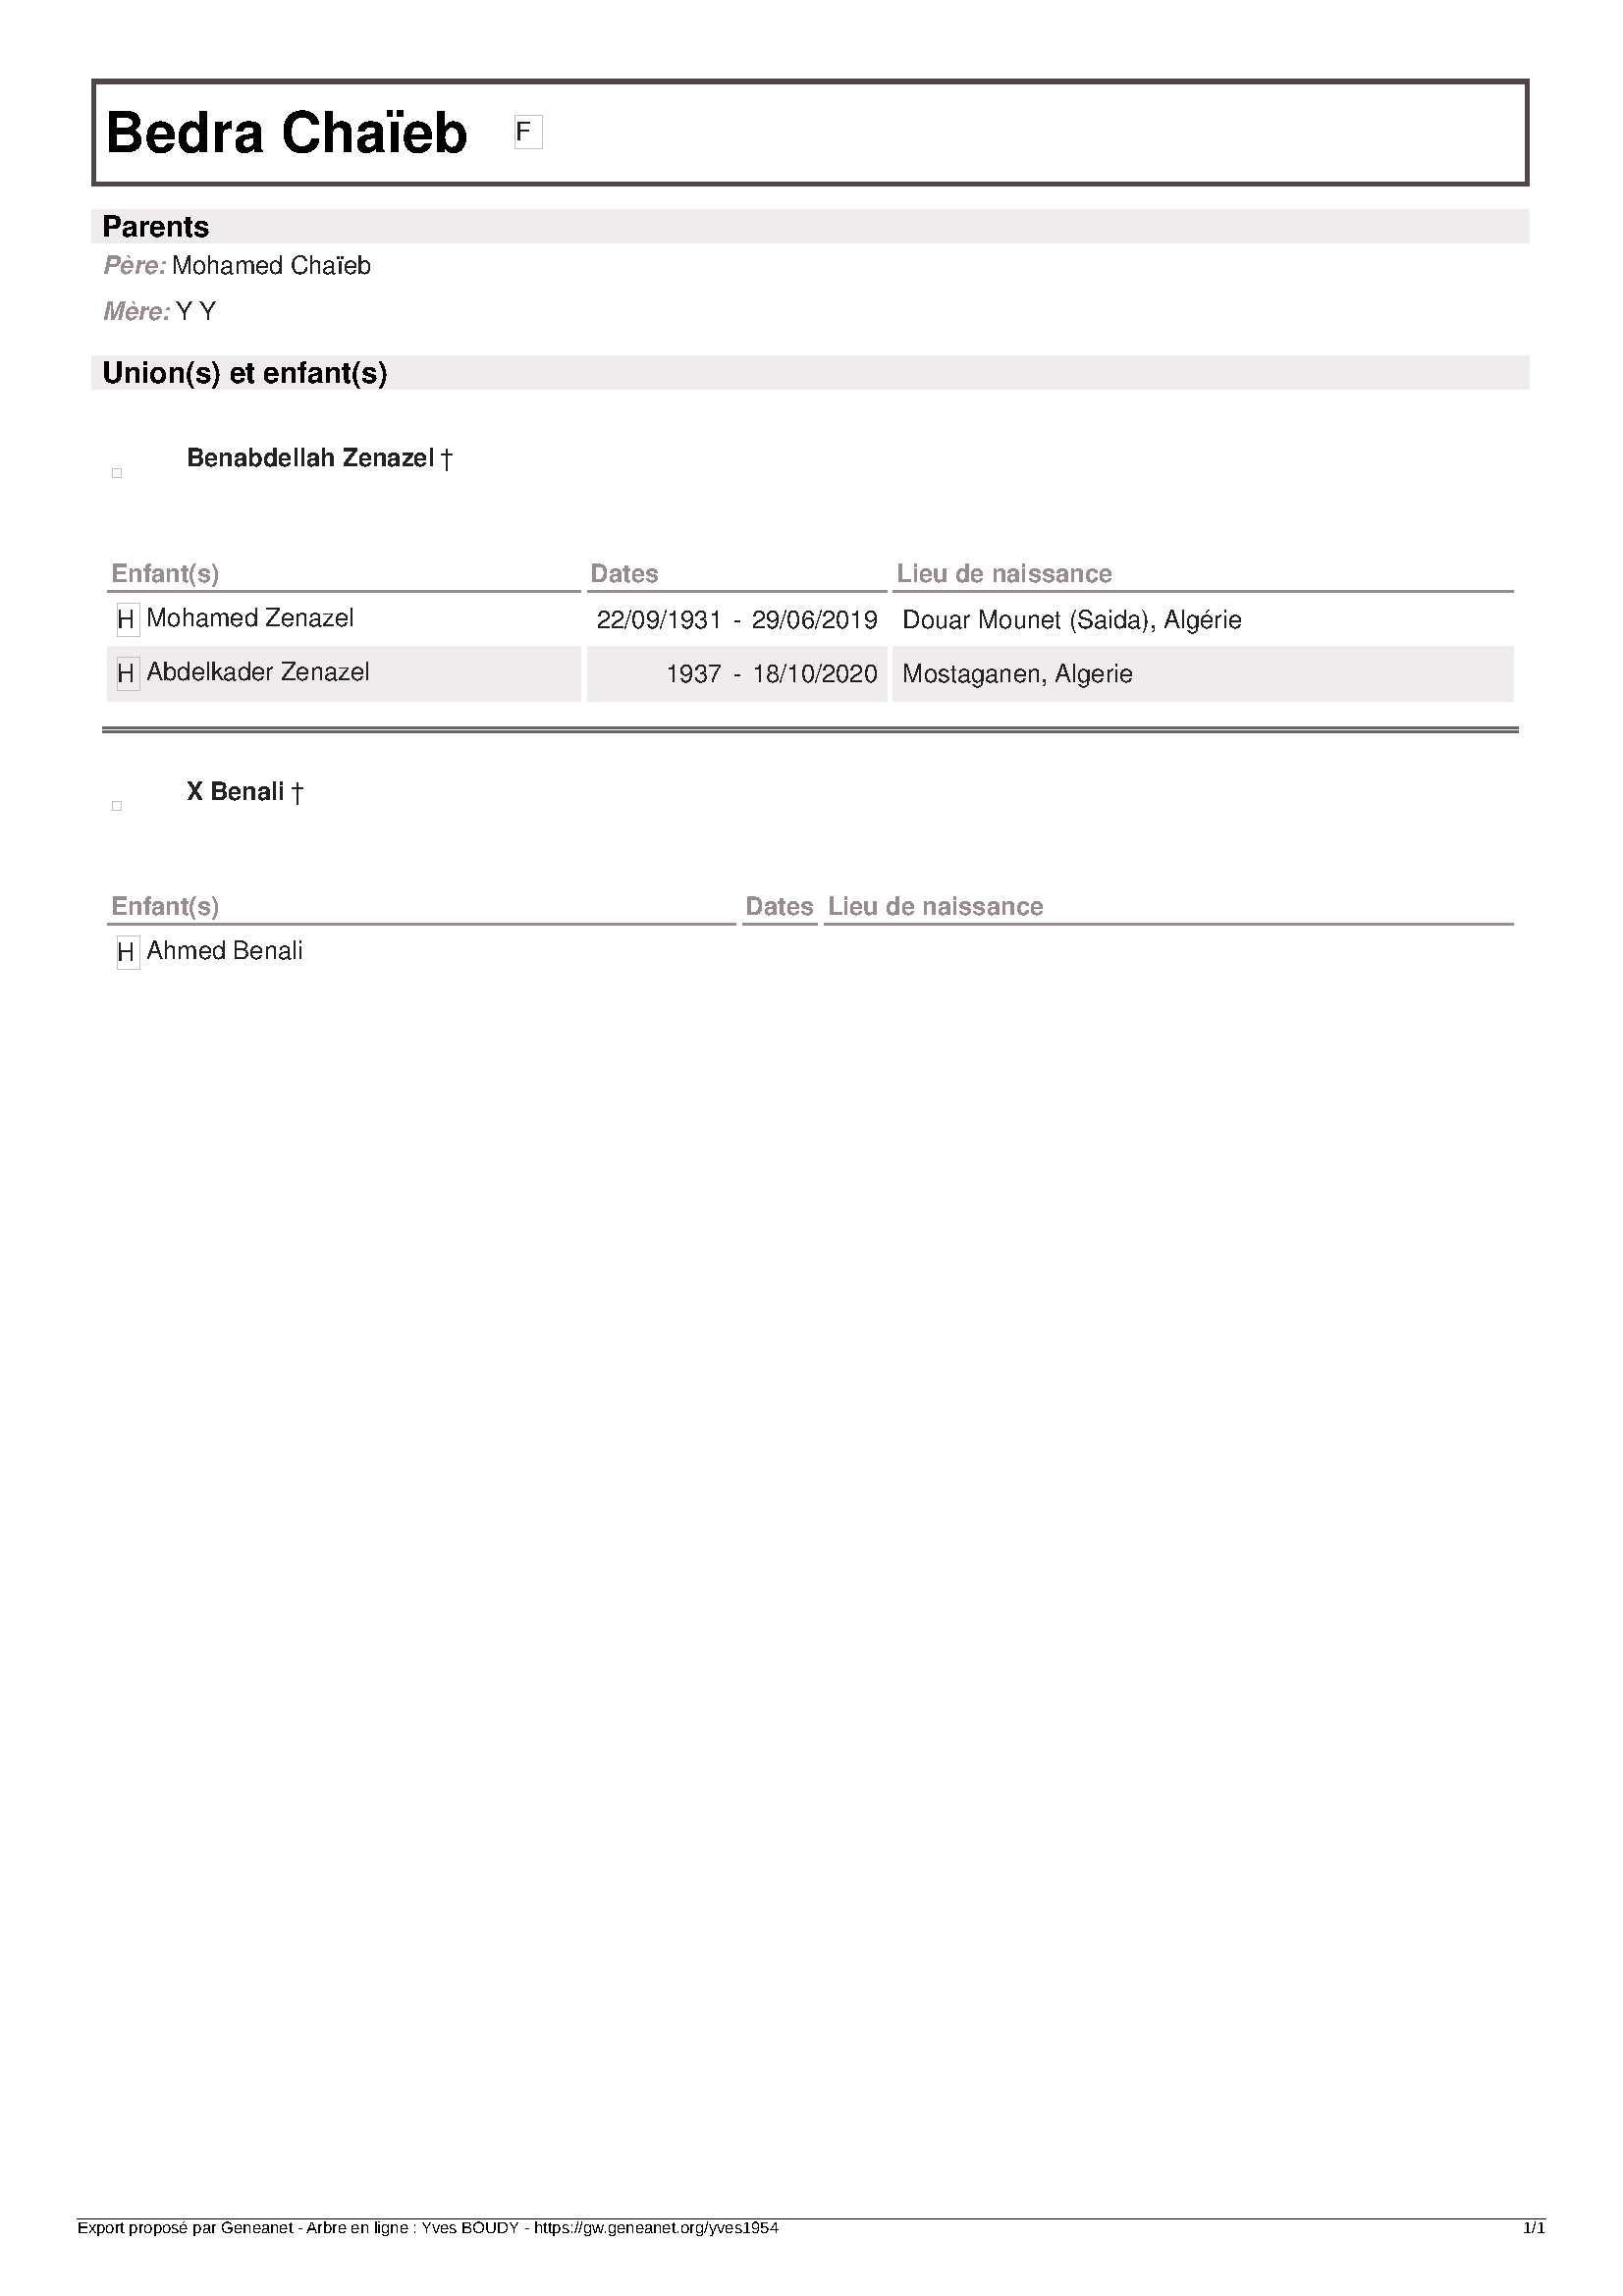 Bedra Chaïeb F
Parents
Père: Mohamed Chaïeb
Mère: Y Y
Union(s) et enfant(s)
Benabdellah Zenazel †
Enfant(s) Dates Lieu de naissance
H Mohamed Zenazel 22/09/1931 - 29/06/2019 Douar Mounet (Saida), Algérie
H Abdelkader Zenazel 1937 - 18/10/2020 Mostaganen, Algerie
X Benali †
Enfant(s) Dates Lieu de naissance
H Ahmed Benali
Export proposé par Geneanet - Arbre en ligne : Yves BOUDY - https://gw.geneanet.org/yves1954 1/1